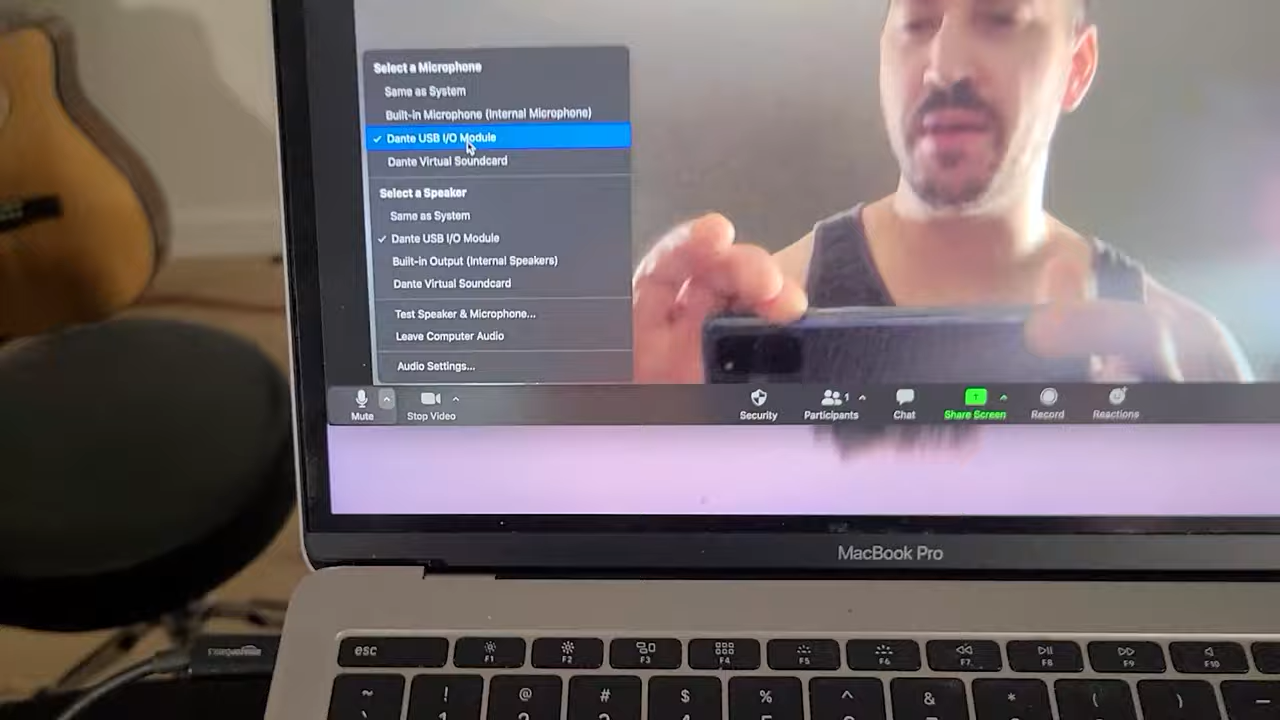 Select a Microphone
Same as System
Built-in Microphone (Internal Microphone)
✓ Dante USB I/O Module
Dante Virtual Soundcard
Select a Speaker
Same as System
✓ Dante USB I/O Module
Built-in Output (Internal Speakers)
Dante Virtual Soundcard
Test Speaker & Microphone...
Leave Computer Audio
Audio Settings...
Mute Stop Video Security Participants 1 Chat Share Screen Record Reactions
MacBook Pro
esc F1 F2 F3 F4 F5 F6 F7 F8 F9 F10
~ ! @ # $ % ^ & * ( ) —